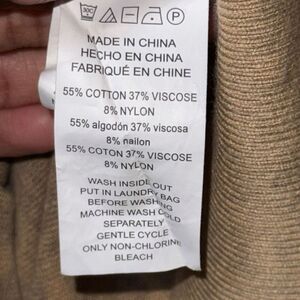 30C P
MADE IN CHINA
HECHO EN CHINA
FABRIQUÉ EN CHINE
55% COTTON 37% VISCOSE
8% NYLON
55% algodón 37% viscosa
8% nailon
55% COTON 37% VISCOSE
8% NYLON
WASH INSIDE OUT
PUT IN LAUNDRY BAG
BEFORE WASHING
MACHINE WASH COLD
SEPARATELY
GENTLE CYCLE
ONLY NON-CHLORINE
BLEACH